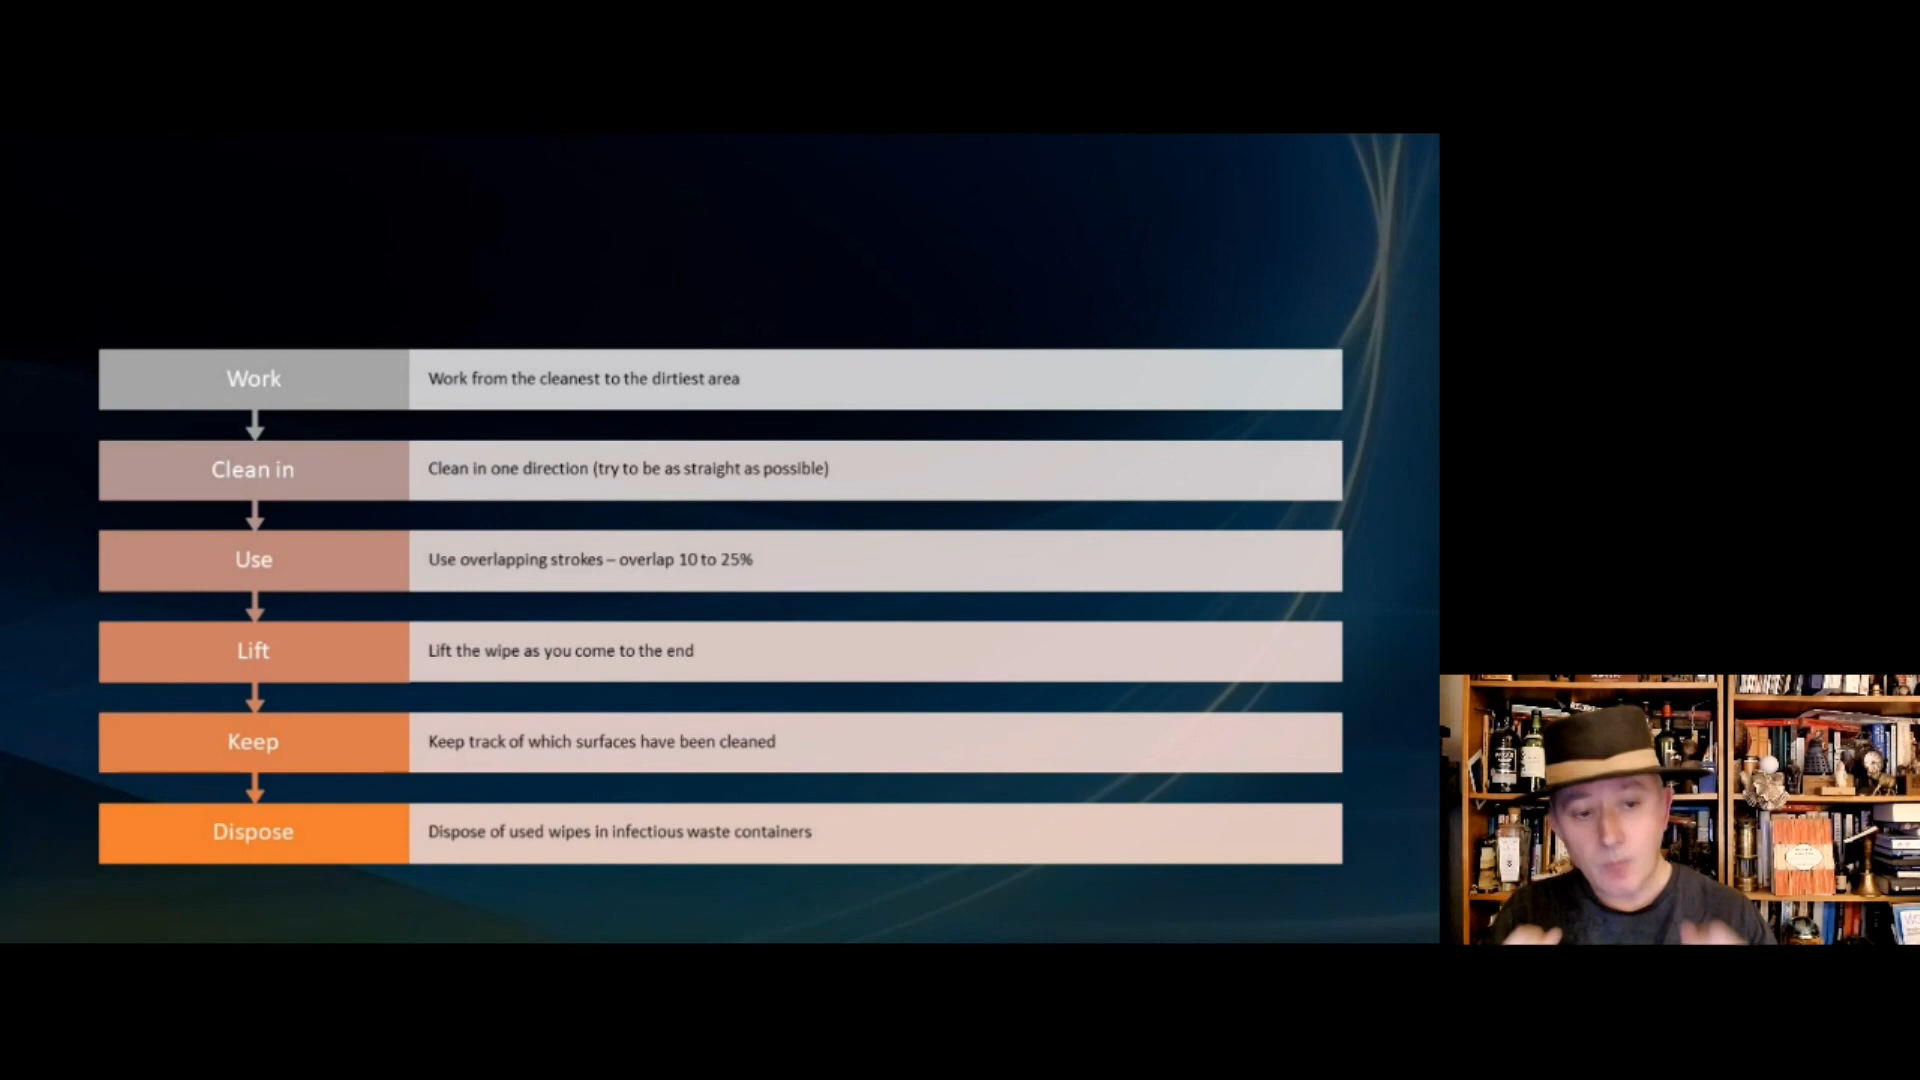 Work
Work from the cleanest to the dirtiest area
Clean in
Clean in one direction (try to be as straight as possible)
Use
Use overlapping strokes – overlap 10 to 25%
Lift
Lift the wipe as you come to the end
Keep
Keep track of which surfaces have been cleaned
Dispose
Dispose of used wipes in infectious waste containers